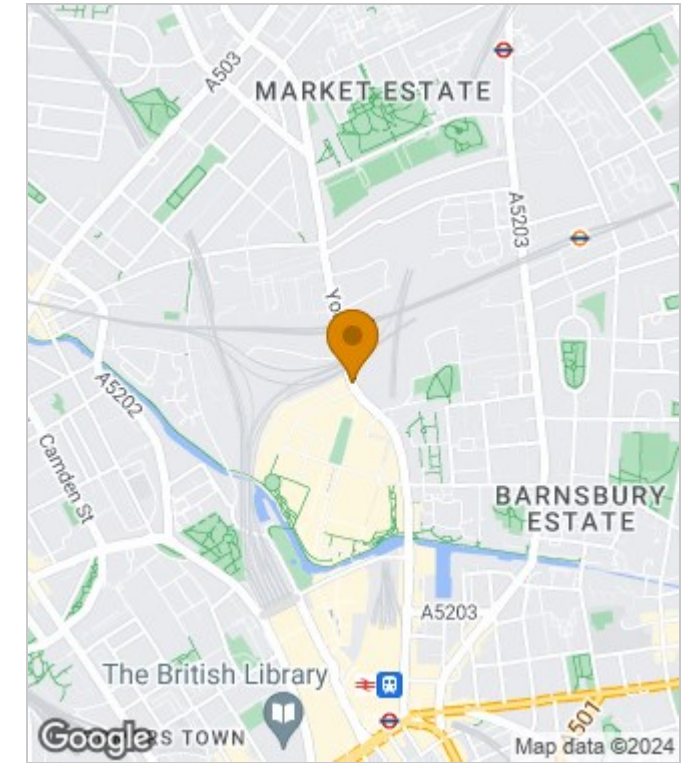 A503
MARKET ESTATE
A5203
Yo
A5202
Camden St
BARNSBURY
ESTATE
A5203
The British Library
RS TOWN
501
Google
Map data ©2024